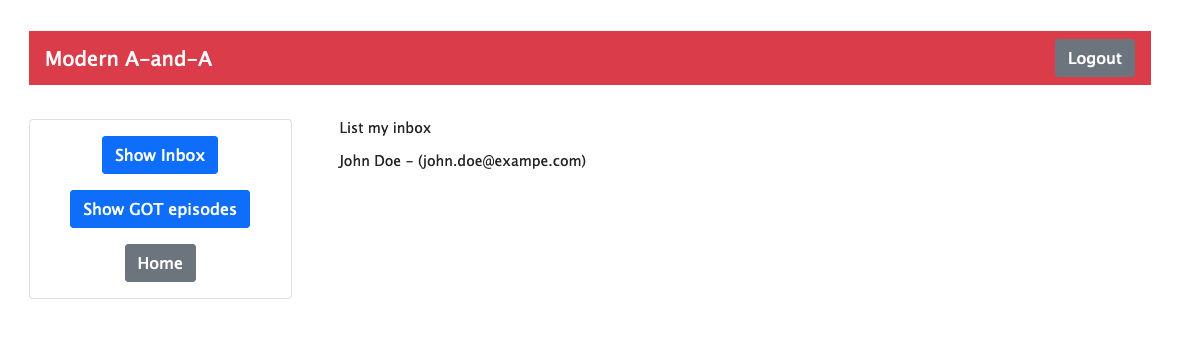 Modern A-and-A
Logout
Show Inbox
Show GOT episodes
Home
List my inbox
John Doe - (john.doe@exampe.com)